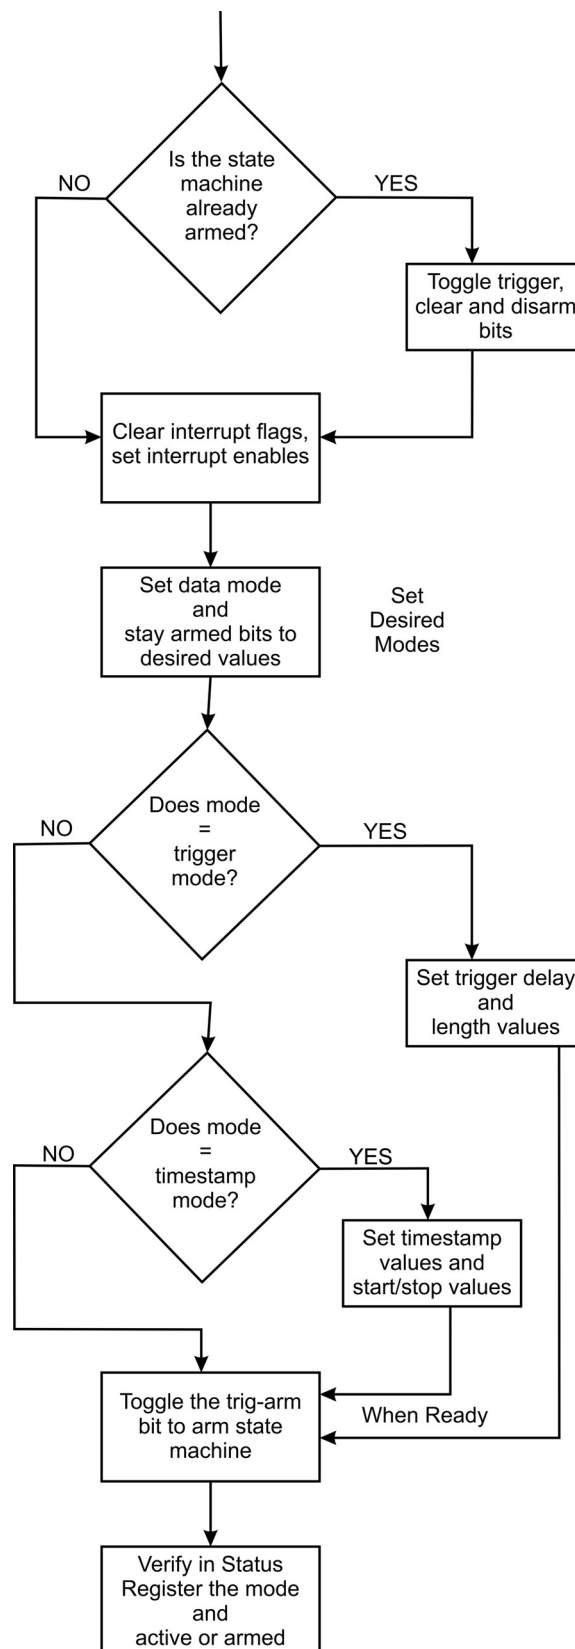 Is the state
machine
already
armed?
NO
YES
Toggle trigger,
clear and disarm
bits
Clear interrupt flags,
set interrupt enables
Set data mode
and
stay armed bits to
desired values
Set
Desired
Modes
Does mode
=
trigger
mode?
NO
YES
Set trigger delay
and
length values
Does mode
=
timestamp
mode?
NO
YES
Set timestamp
values and
start/stop values
Toggle the trig-arm
bit to arm state
machine
When Ready
Verify in Status
Register the mode
and
active or armed